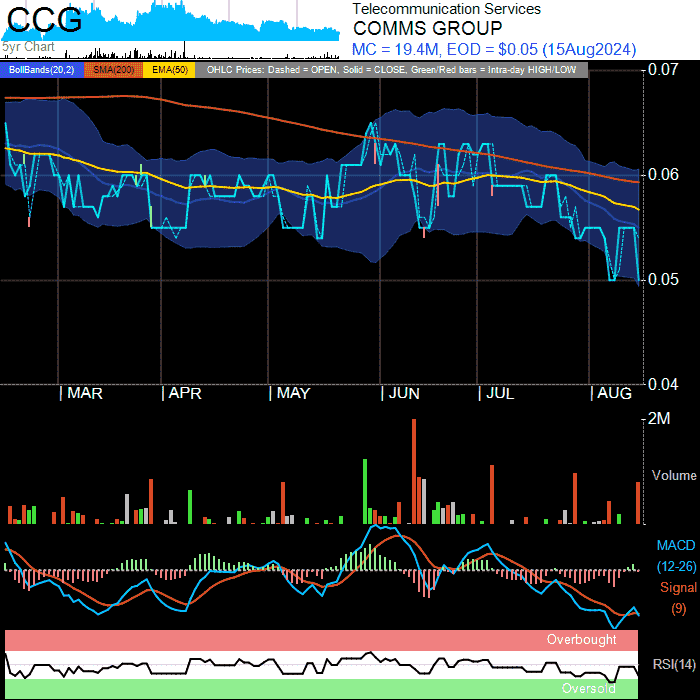 CCG
5yr Chart
Telecommunication Services
COMMS GROUP
MC = 19.4M, EOD = $0.05 (15Aug2024)
BollBands(20,2) SMA(200) EMA(50) OHLC Prices: Dashed = OPEN, Solid = CLOSE, Green/Red bars = Intra-day HIGH/LOW
0.07
0.06
0.05
0.04
MAR APR MAY JUN JUL AUG
2M
Volume
MACD
(12-26)
Signal
(9)
Overbought
RSI(14)
Oversold